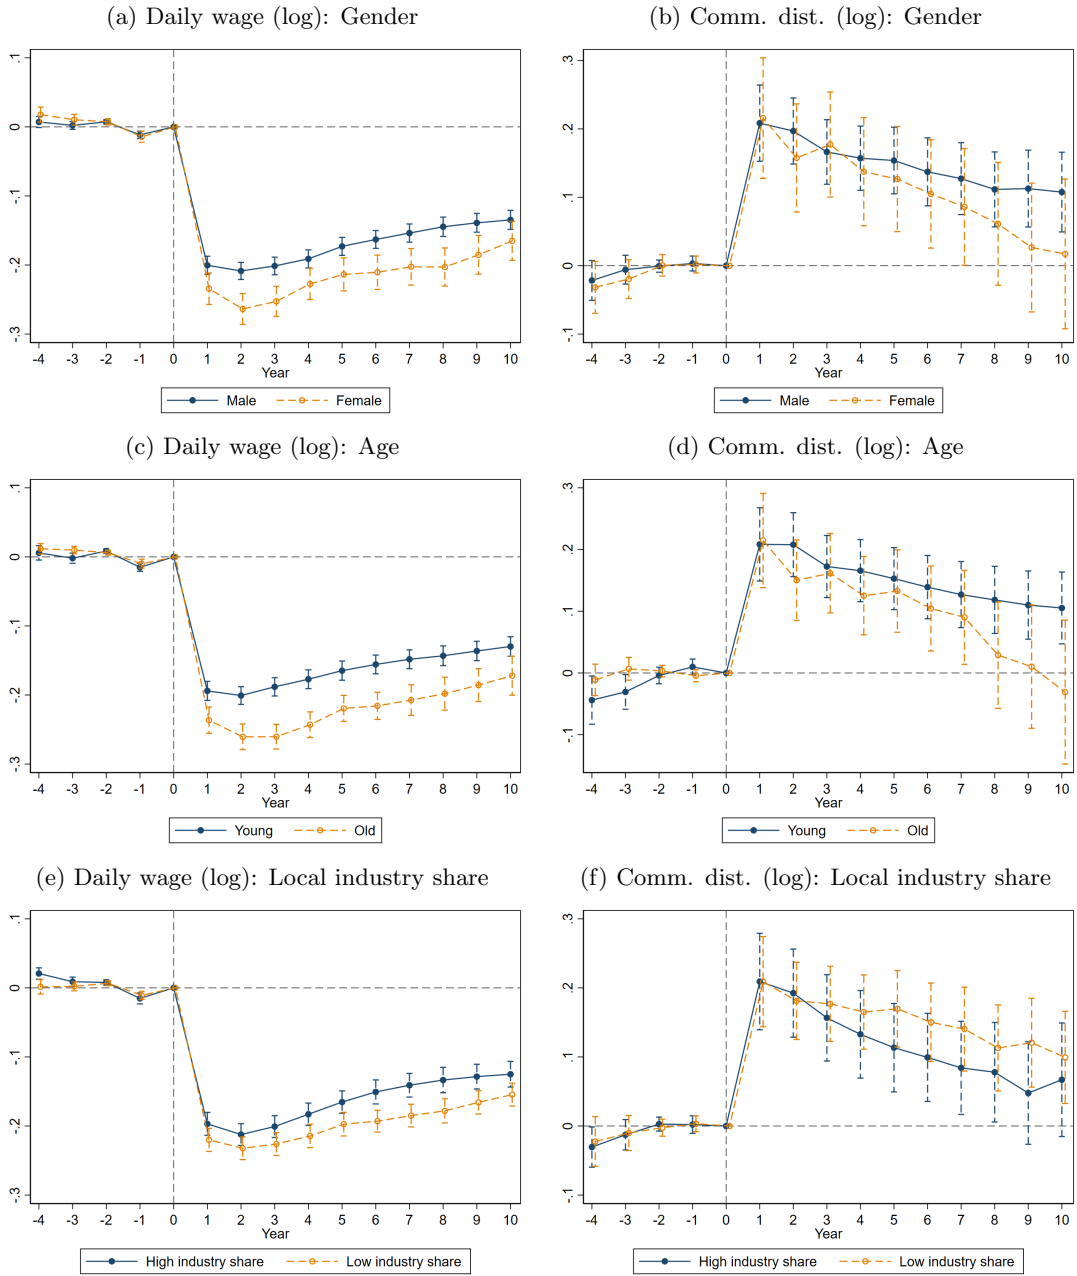 (a) Daily wage (log): Gender
(b) Comm. dist. (log): Gender
.1
0
-.1
-.2
-.3
-4 -3 -2 -1 0 1 2 3 4 5 6 7 8 9 10
Year
Male Female
.3
.2
.1
0
-.1
-4 -3 -2 -1 0 1 2 3 4 5 6 7 8 9 10
Year
Male Female
(c) Daily wage (log): Age
(d) Comm. dist. (log): Age
.1
0
-.1
-.2
-.3
-4 -3 -2 -1 0 1 2 3 4 5 6 7 8 9 10
Year
Young Old
.3
.2
.1
0
-.1
-4 -3 -2 -1 0 1 2 3 4 5 6 7 8 9 10
Year
Young Old
(e) Daily wage (log): Local industry share
(f) Comm. dist. (log): Local industry share
.1
0
-.1
-.2
-.3
-4 -3 -2 -1 0 1 2 3 4 5 6 7 8 9 10
Year
High industry share Low industry share
.3
.2
.1
0
-.1
-4 -3 -2 -1 0 1 2 3 4 5 6 7 8 9 10
Year
High industry share Low industry share